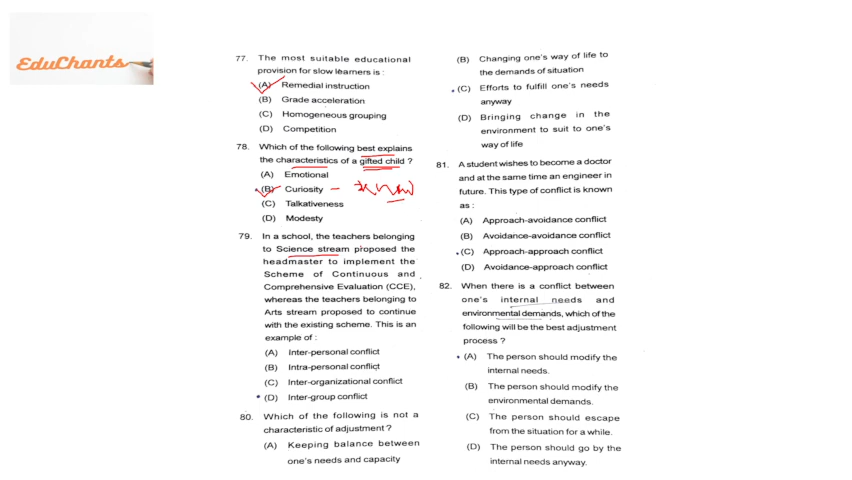 EduChants
77. The most suitable educational
provision for slow learners is :
(A) Remedial instruction
(B) Grade acceleration
(C) Homogeneous grouping
(D) Competition
78. Which of the following best explains
the characteristics of a gifted child ?
(A) Emotional
(B) Curiosity –
(C) Talkativeness
(D) Modesty
79. In a school, the teachers belonging
to Science stream proposed the
headmaster to implement the
Scheme of Continuous and
Comprehensive Evaluation (CCE),
whereas the teachers belonging to
Arts stream proposed to continue
with the existing scheme. This is an
example of :
(A) Inter-personal conflict
(B) Intra-personal conflict
(C) Inter-organizational conflict
(D) Inter-group conflict
80. Which of the following is not a
characteristic of adjustment ?
(A) Keeping balance between
one's needs and capacity
(B) Changing one's way of life to
the demands of situation
(C) Efforts to fulfill one's needs
anyway
(D) Bringing change in the
environment to suit to one's
way of life
81. A student wishes to become a doctor
and at the same time an engineer in
future. This type of conflict is known
as :
(A) Approach-avoidance conflict
(B) Avoidance-avoidance conflict
(C) Approach-approach conflict
(D) Avoidance-approach conflict
82. When there is a conflict between
one's internal needs and
environmental demands, which of the
following will be the best adjustment
process ?
(A) The person should modify the
internal needs.
(B) The person should modify the
environmental demands.
(C) The person should escape
from the situation for a while.
(D) The person should go by the
internal needs anyway.